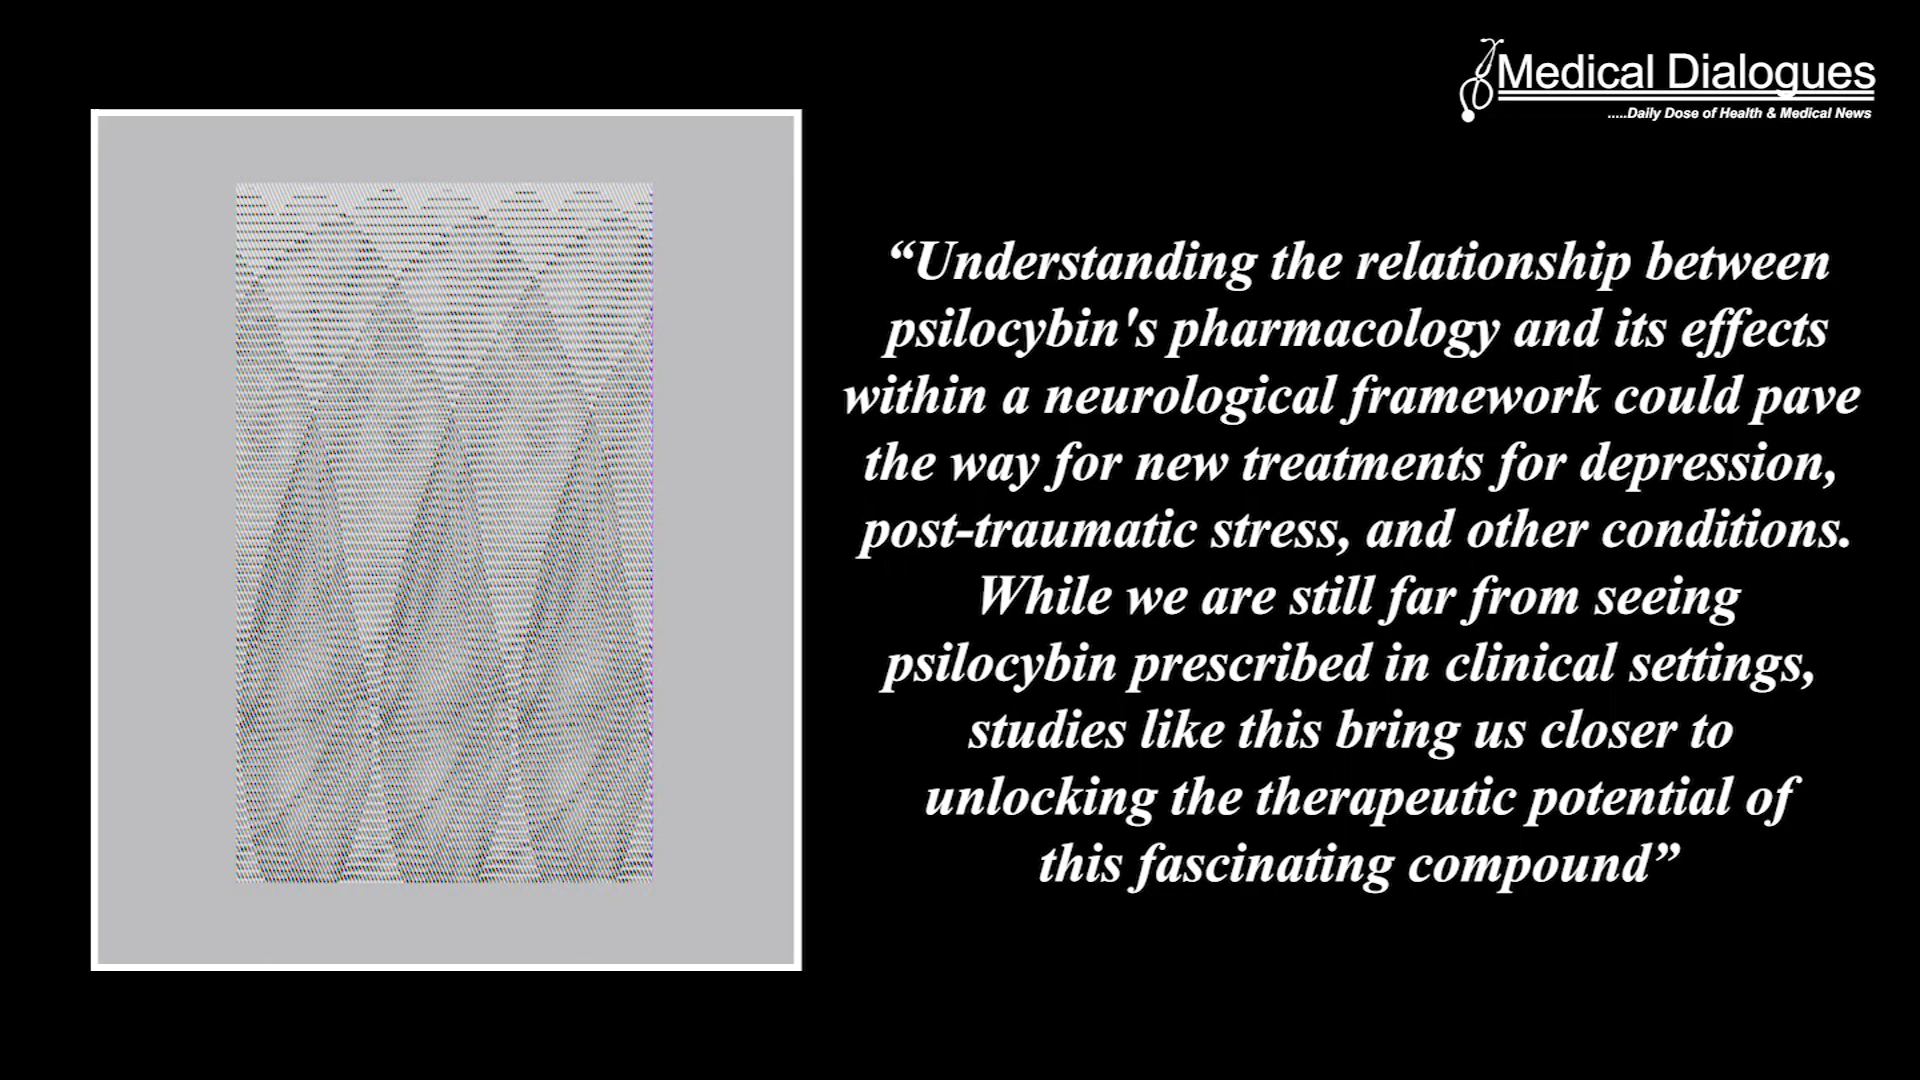 Medical Dialogues
.....Daily Dose of Health & Medical News
“Understanding the relationship between
psilocybin's pharmacology and its effects
within a neurological framework could pave
the way for new treatments for depression,
post-traumatic stress, and other conditions.
While we are still far from seeing
psilocybin prescribed in clinical settings,
studies like this bring us closer to
unlocking the therapeutic potential of
this fascinating compound”